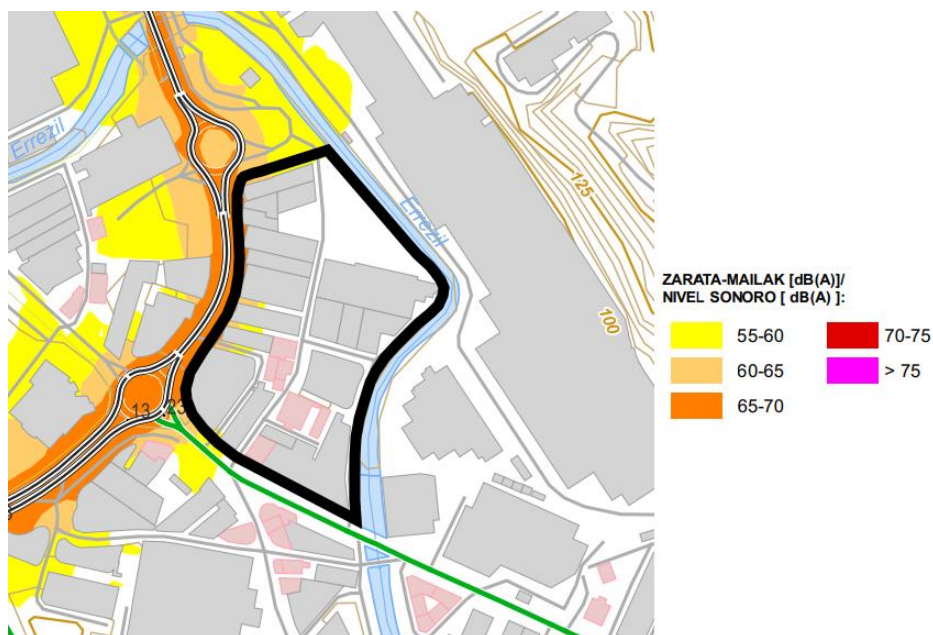 Errezil
Errezil
125
100
13
23
ZARATA-MAILAK [dB(A)]/
NIVEL SONORO [ dB(A) ]:
55-60
70-75
60-65
> 75
65-70